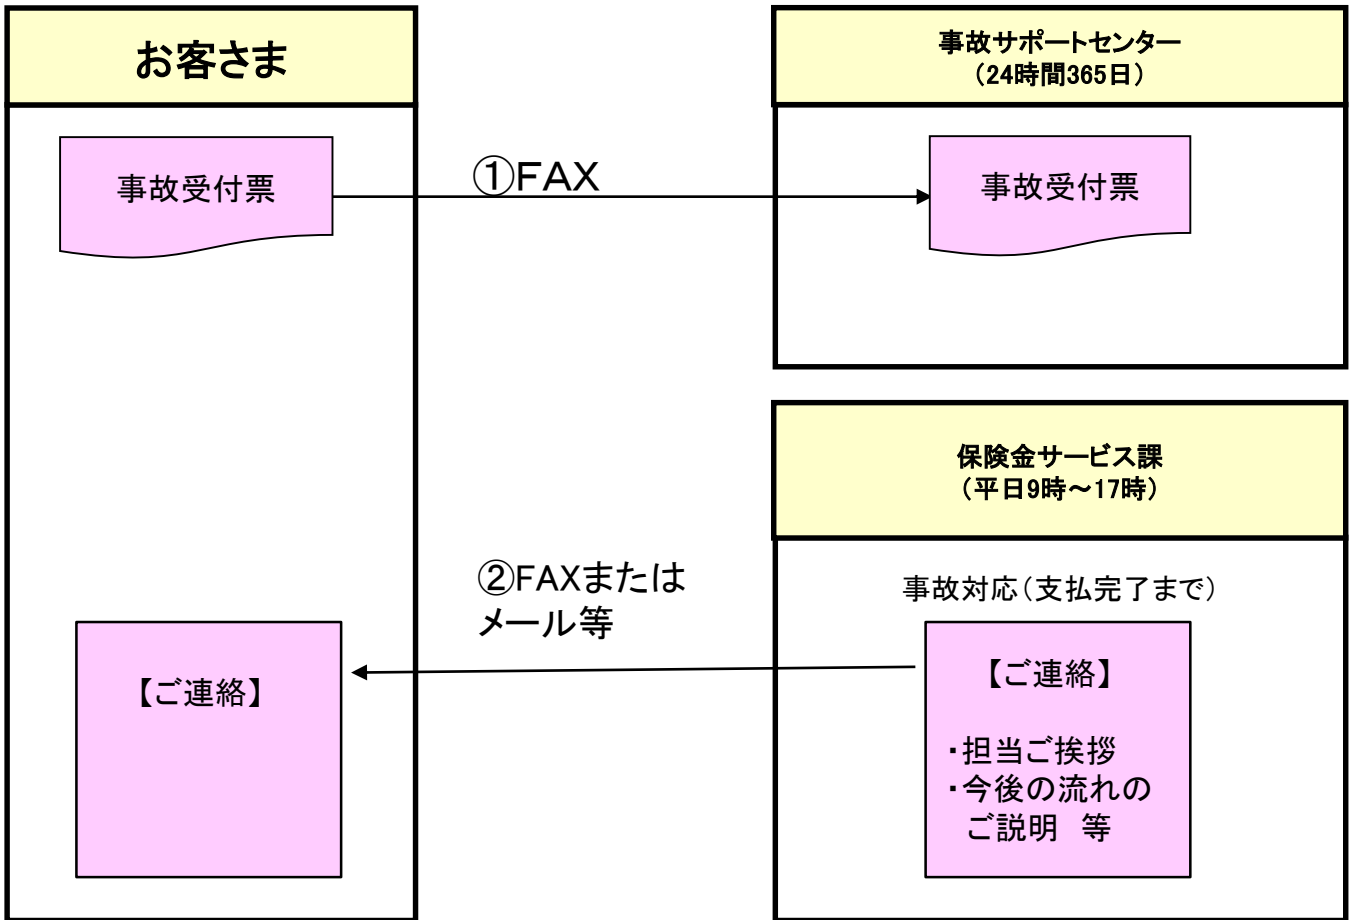 お客さま
事故サポートセンター
（24時間365日）
事故受付票
①FAX
事故受付票
保険金サービス課
（平日9時～17時）
②FAXまたは
メール等
事故対応（支払完了まで）
【ご連絡】
【ご連絡】
・担当ご挨拶
・今後の流れの
ご説明　等